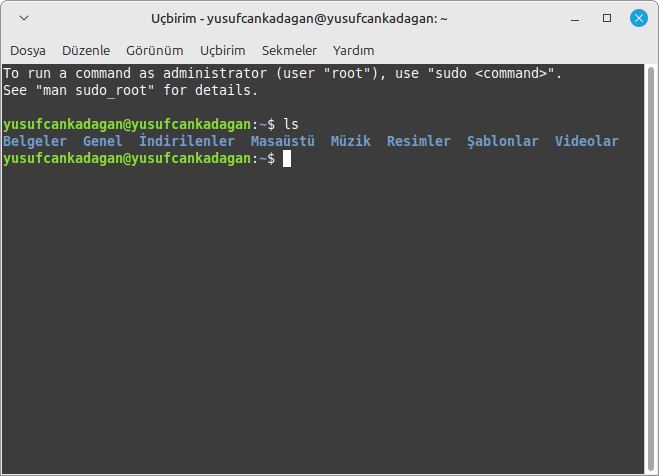 Uçbirim - yusufcankadagan@yusufcankadagan: ~
Dosya Düzenle Görünüm Uçbirim Sekmeler Yardım
To run a command as administrator (user "root"), use "sudo <command>".
See "man sudo_root" for details.
yusufcankadagan@yusufcankadagan:~$ ls
Belgeler Genel İndirilenler Masaüstü Müzik Resimler Şablonlar Videolar
yusufcankadagan@yusufcankadagan:~$